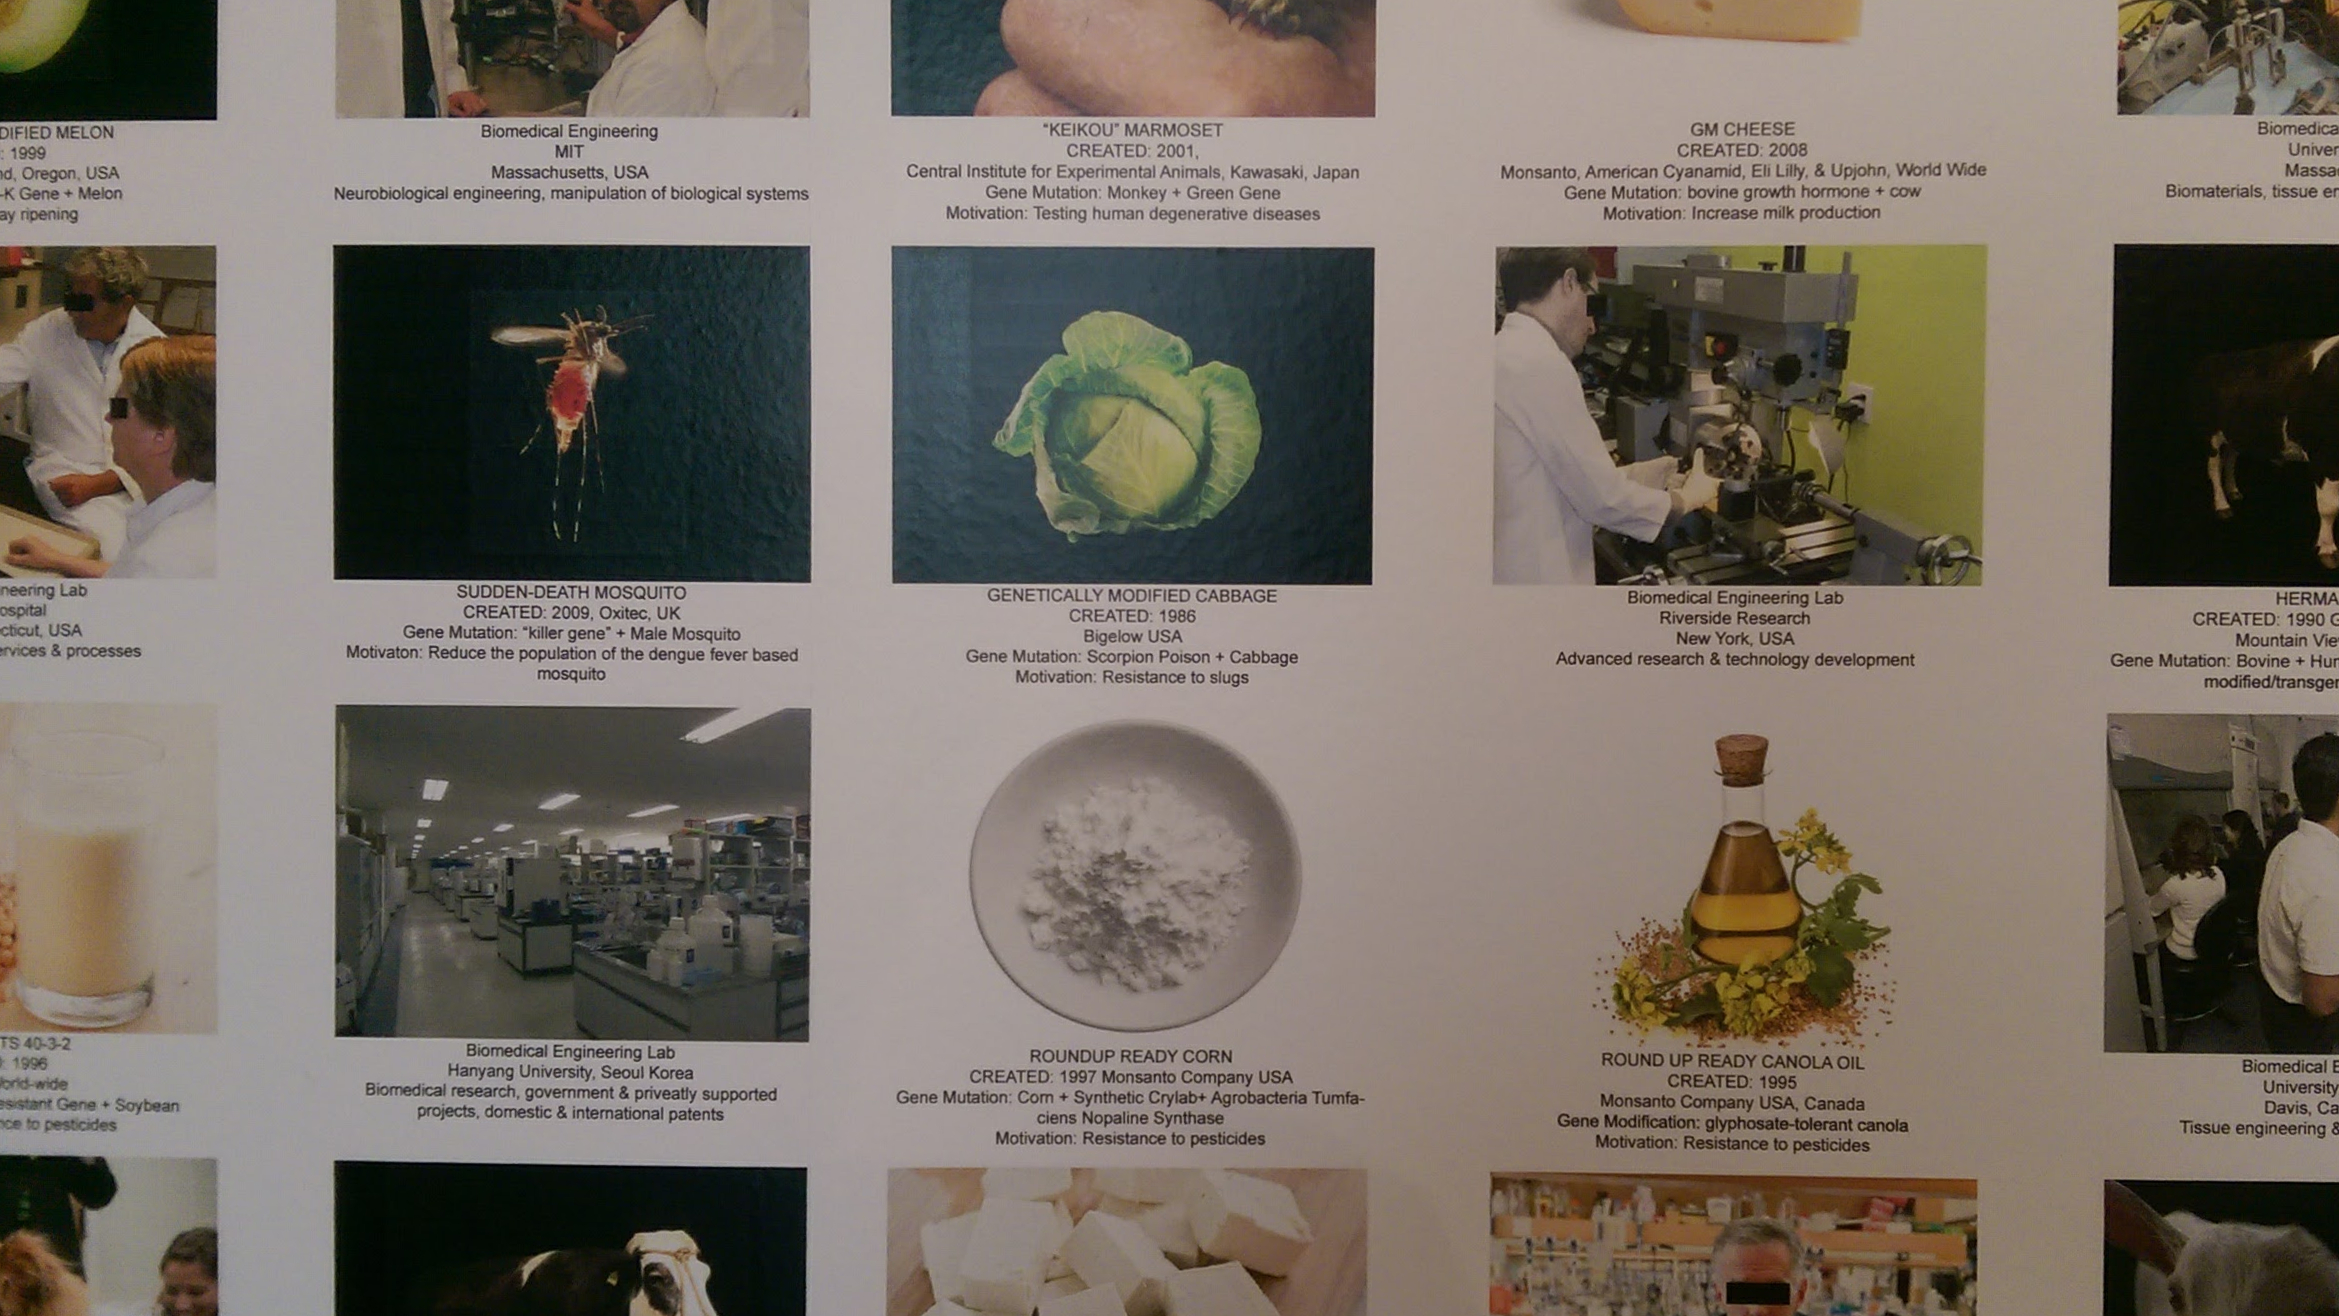 DIFIED MELON
: 1999
nd, Oregon, USA
-K Gene + Melon
ay ripening
Biomedical Engineering
MIT
Massachusetts, USA
Neurobiological engineering, manipulation of biological systems
"KEIKOU" MARMOSET
CREATED: 2001,
Central Institute for Experimental Animals, Kawasaki, Japan
Gene Mutation: Monkey + Green Gene
Motivation: Testing human degenerative diseases
GM CHEESE
CREATED: 2008
Monsanto, American Cyanamid, Eli Lilly, & Upjohn, World Wide
Gene Mutation: bovine growth hormone + cow
Motivation: Increase milk production
Biomedica
Univer
Massa
Biomaterials, tissue en
neering Lab
ospital
cticut, USA
ervices & processes
SUDDEN-DEATH MOSQUITO
CREATED: 2009, Oxitec, UK
Gene Mutation: "killer gene" + Male Mosquito
Motivaton: Reduce the population of the dengue fever based
mosquito
GENETICALLY MODIFIED CABBAGE
CREATED: 1986
Bigelow USA
Gene Mutation: Scorpion Poison + Cabbage
Motivation: Resistance to slugs
Biomedical Engineering Lab
Riverside Research
New York, USA
Advanced research & technology development
HERMA
CREATED: 1990 G
Mountain Vie
Gene Mutation: Bovine + Hur
modified/transger
TS 40-3-2
: 1996
orld-wide
esistant Gene + Soybean
nce to pesticides
Biomedical Engineering Lab
Hanyang University, Seoul Korea
Biomedical research, government & priveatly supported
projects, domestic & international patents
ROUNDUP READY CORN
CREATED: 1997 Monsanto Company USA
Gene Mutation: Corn + Synthetic Crylab+ Agrobacteria Tumfa-
ciens Nopaline Synthase
Motivation: Resistance to pesticides
ROUND UP READY CANOLA OIL
CREATED: 1995
Monsanto Company USA, Canada
Gene Modification: glyphosate-tolerant canola
Motivation: Resistance to pesticides
Biomedical E
University
Davis, Ca
Tissue engineering &